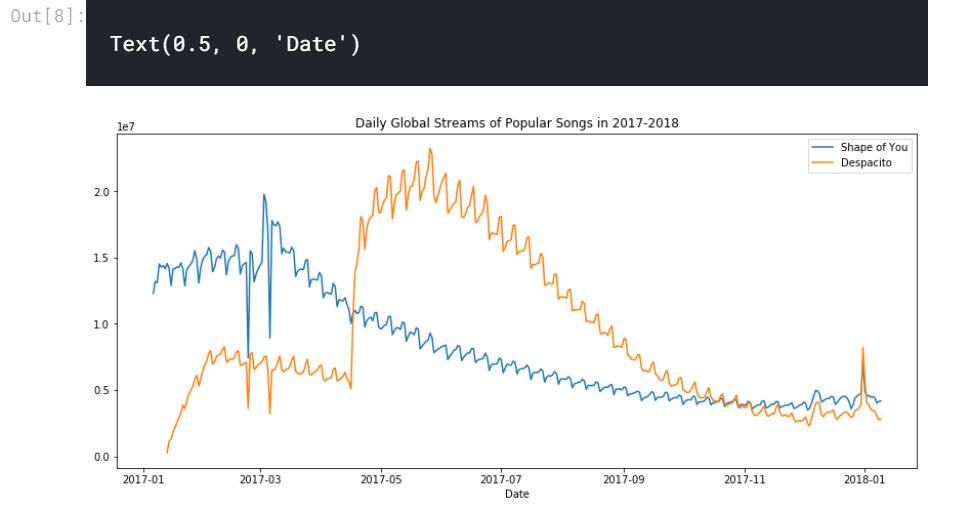 Out[8]:
Text(0.5, 0, 'Date')
Daily Global Streams of Popular Songs in 2017-2018
1e7
Shape of You
Despacito
2.0
1.5
1.0
0.5
0.0
2017-01 2017-03 2017-05 2017-07 2017-09 2017-11 2018-01
Date